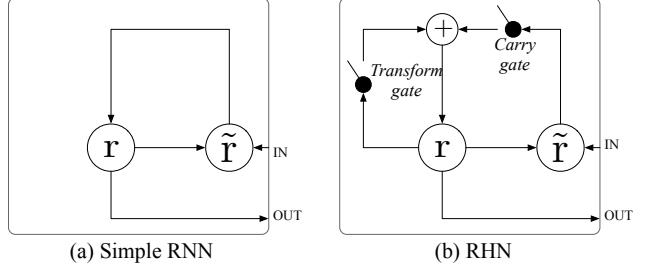 r
r̃
IN
OUT
(a) Simple RNN
+
Carry
gate
Transform
gate
r
r̃
IN
OUT
(b) RHN